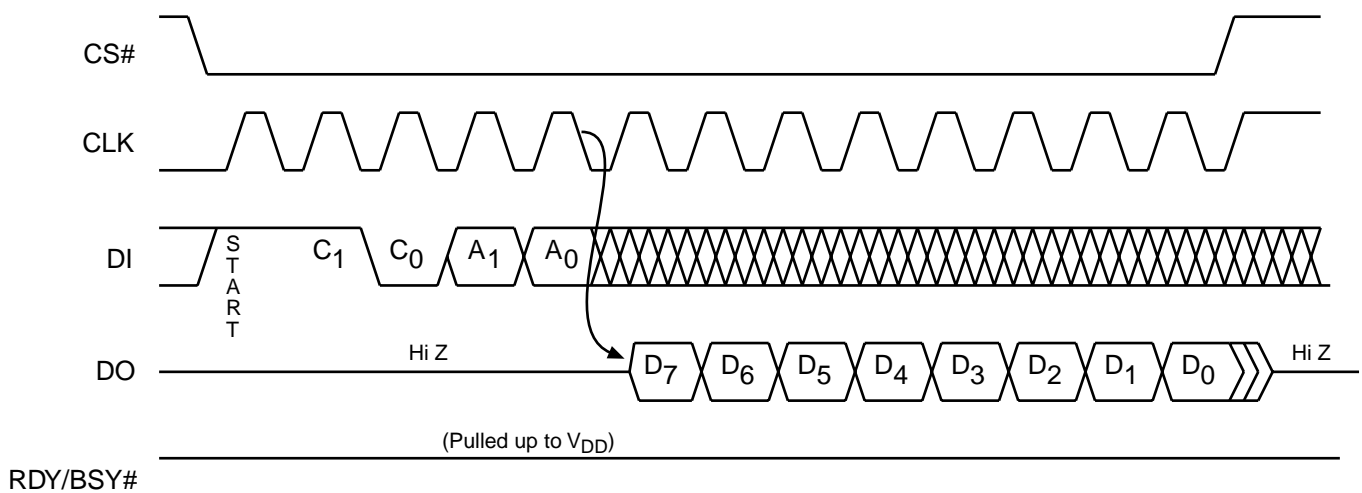 CS#
CLK
DI
START
C1
C0
A1
A0
DO
Hi Z
D7
D6
D5
D4
D3
D2
D1
D0
Hi Z
(Pulled up to VDD)
RDY/BSY#